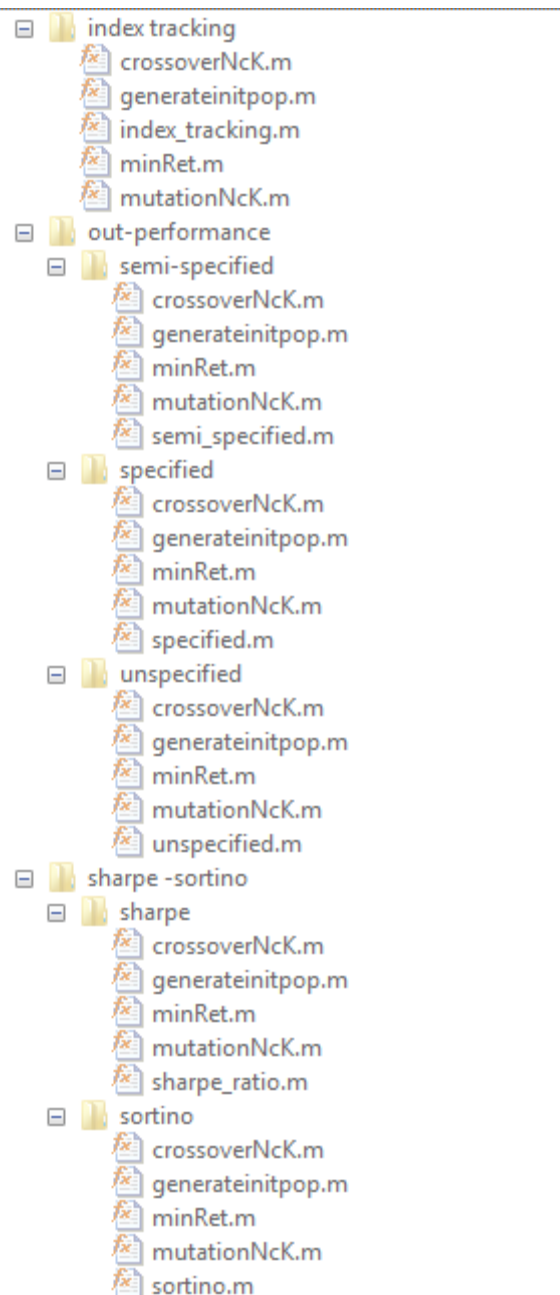 index tracking
crossoverNcK.m
generateinitpop.m
index_tracking.m
minRet.m
mutationNcK.m
out-performance
semi-specified
crossoverNcK.m
generateinitpop.m
minRet.m
mutationNcK.m
semi_specified.m
specified
crossoverNcK.m
generateinitpop.m
minRet.m
mutationNcK.m
specified.m
unspecified
crossoverNcK.m
generateinitpop.m
minRet.m
mutationNcK.m
unspecified.m
sharpe -sortino
sharpe
crossoverNcK.m
generateinitpop.m
minRet.m
mutationNcK.m
sharpe_ratio.m
sortino
crossoverNcK.m
generateinitpop.m
minRet.m
mutationNcK.m
sortino.m